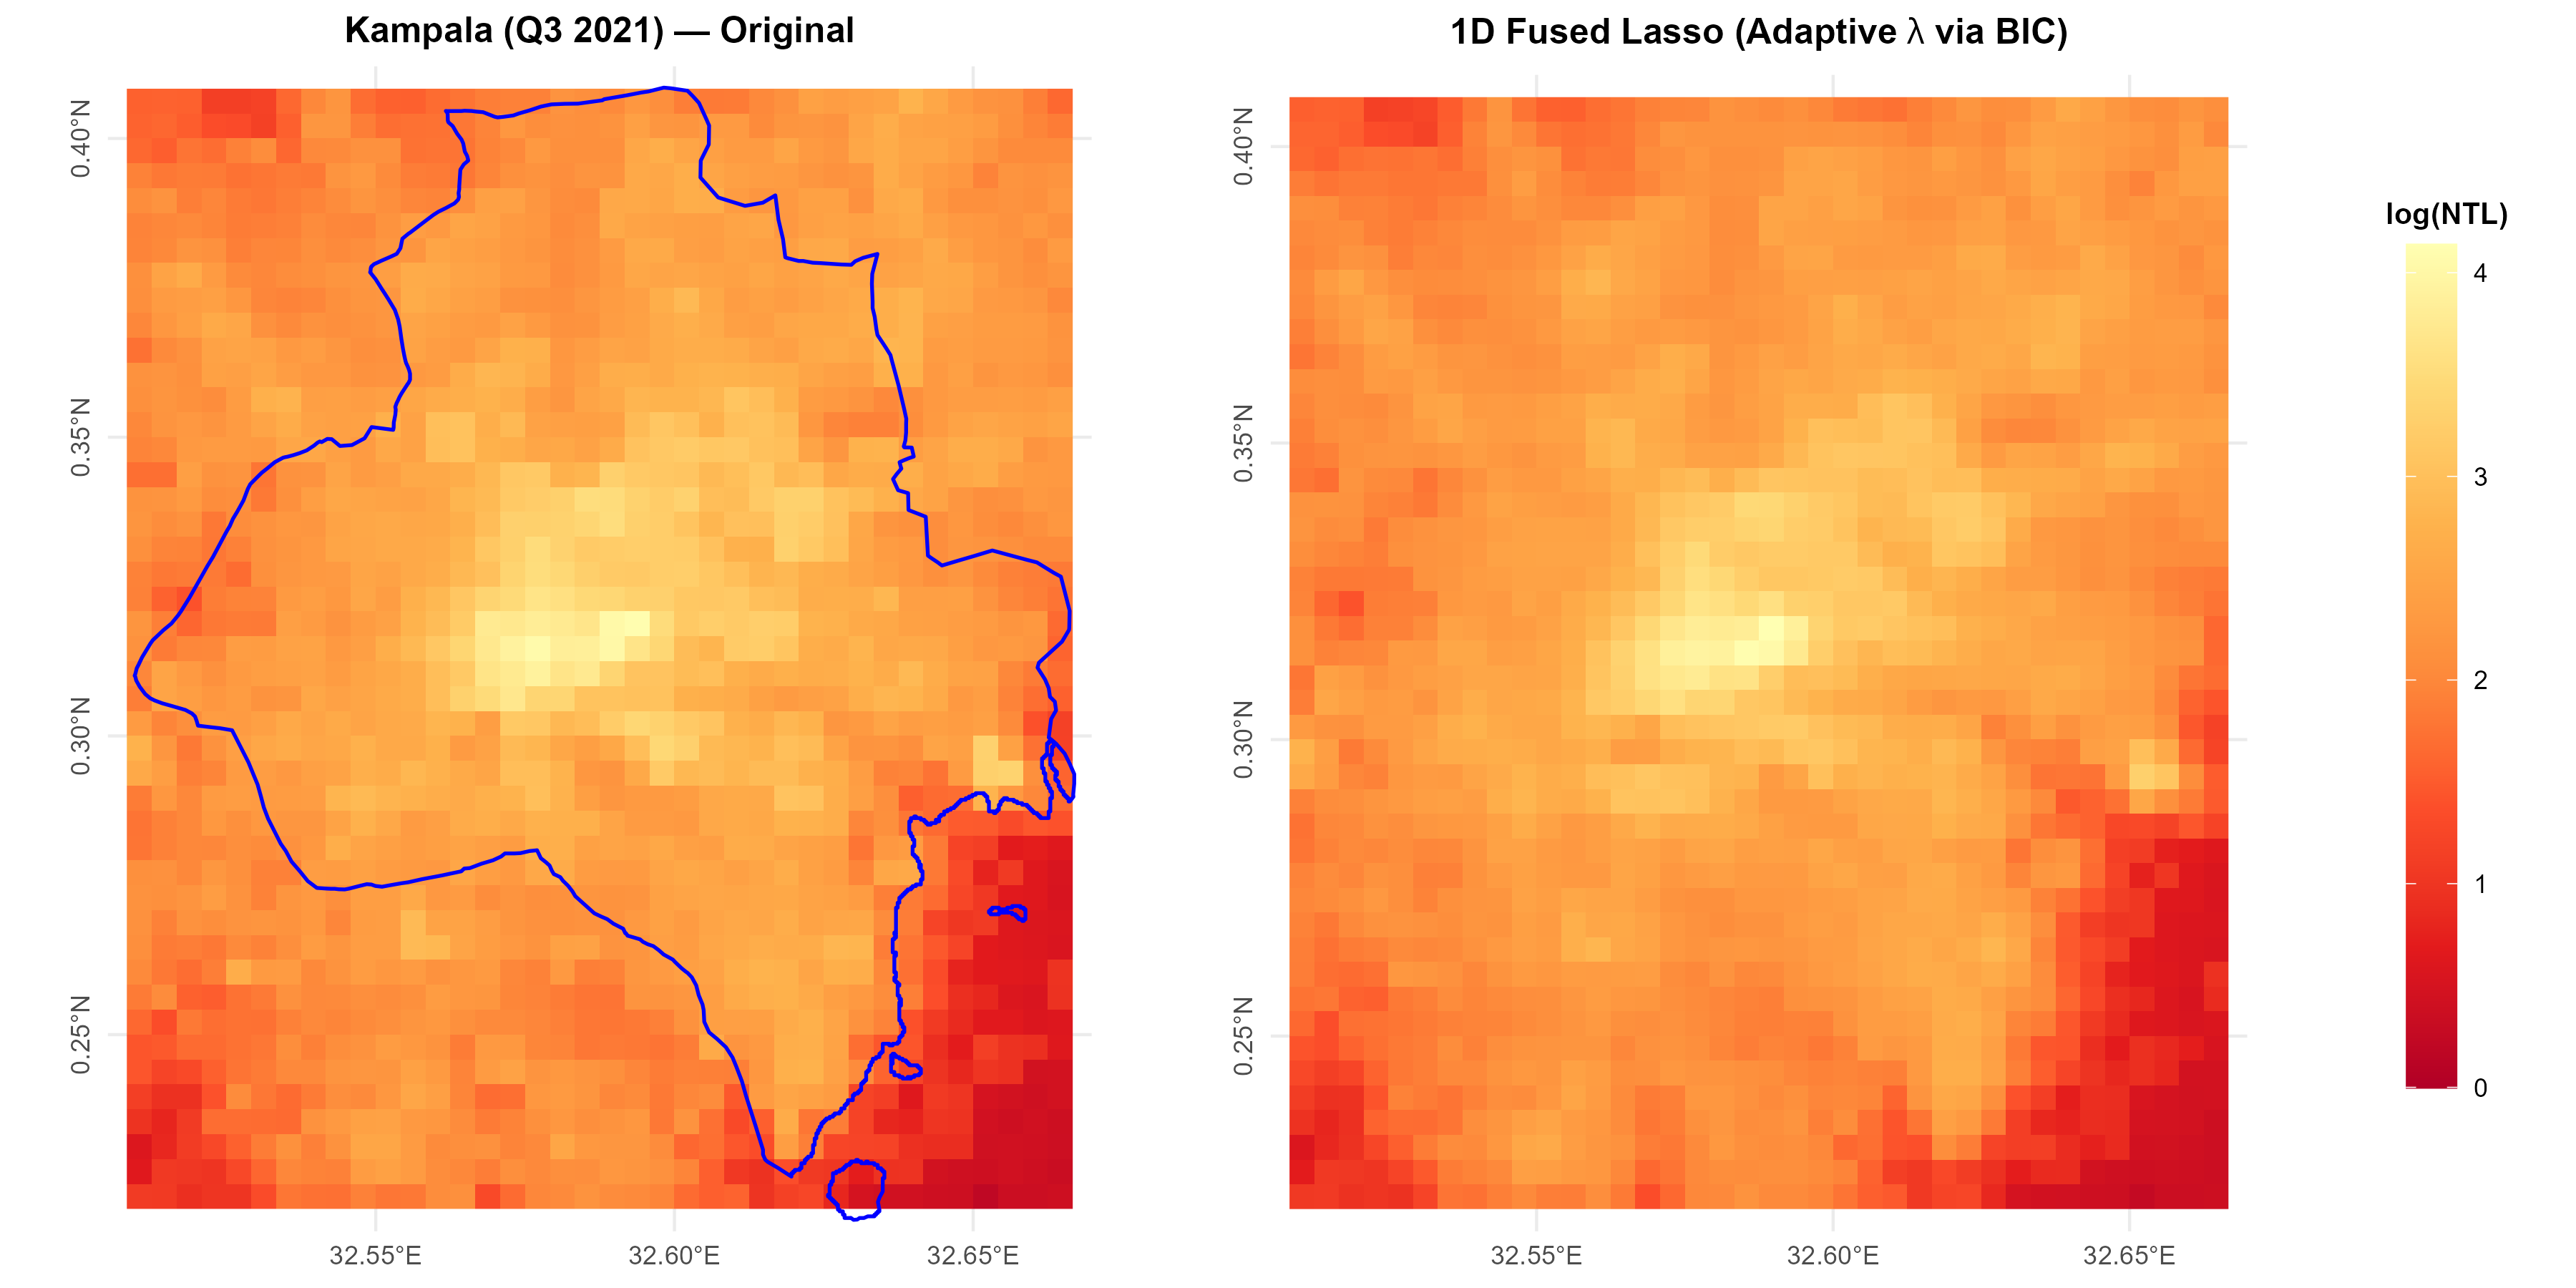 Kampala (Q3 2021) — Original
0.40°N
0.35°N
0.30°N
0.25°N
32.55°E
32.60°E
32.65°E
1D Fused Lasso (Adaptive λ via BIC)
0.40°N
0.35°N
0.30°N
0.25°N
32.55°E
32.60°E
32.65°E
log(NTL)
4
3
2
1
0